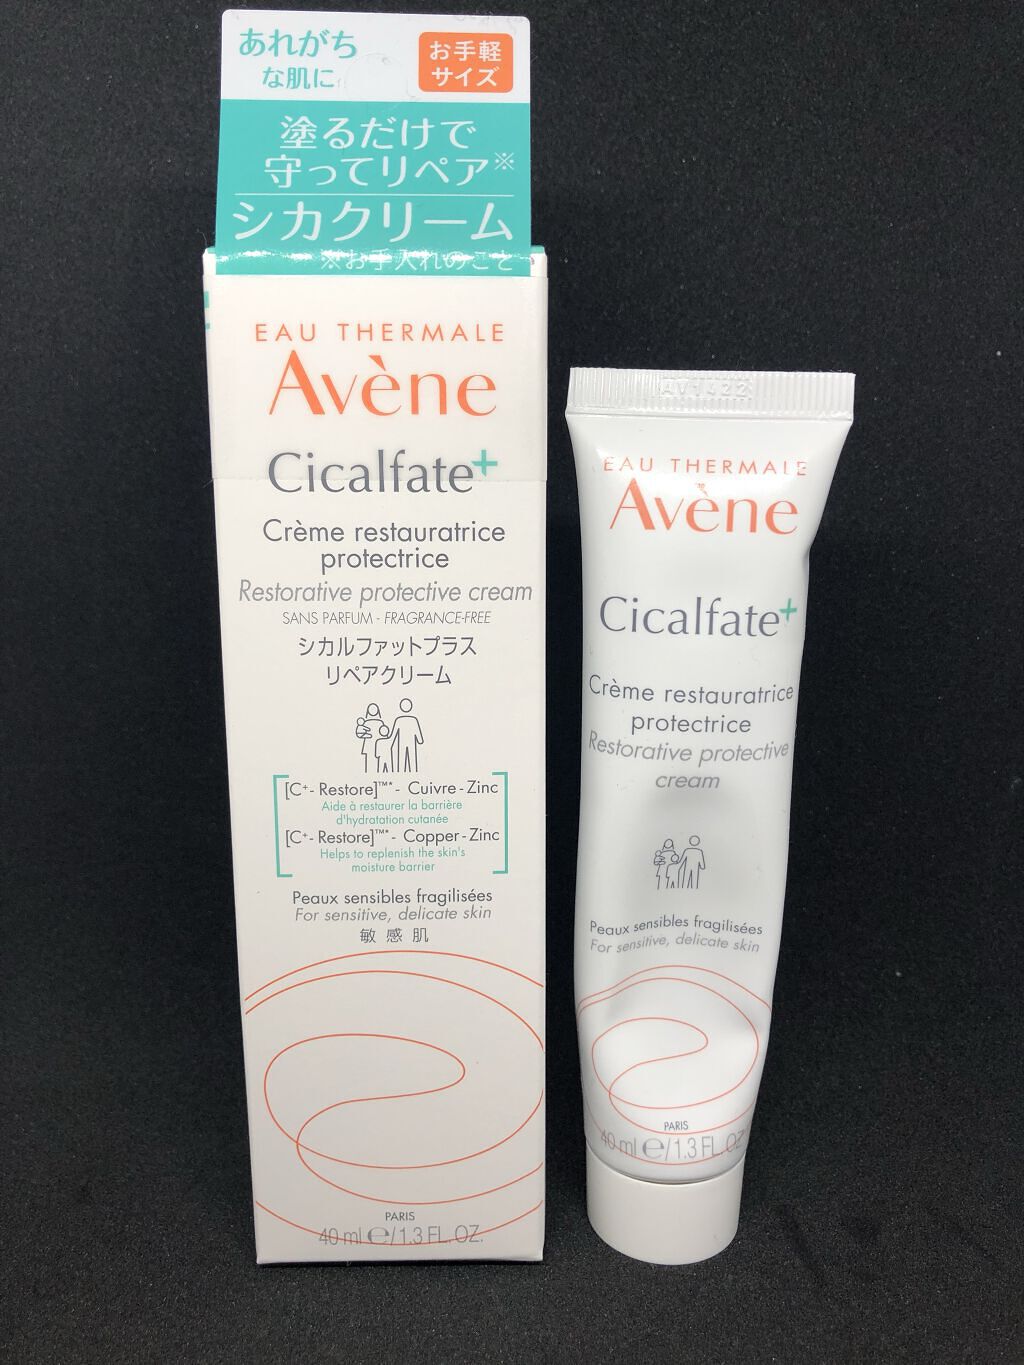 あれがち
な肌に
お手軽
サイズ
塗るだけで
守ってリペア※
シカクリーム
※お手入れのこと
EAU THERMALE
Avène
Cicalfate+
Crème restauratrice
protectrice
Restorative protective cream
SANS PARFUM - FRAGRANCE-FREE
シカルファットプラス
リペアクリーム
[C+- Restore]™*- Cuivre - Zinc
Aide à restaurer la barrière
d'hydratation cutanée
[C+- Restore]™*- Copper - Zinc
Helps to replenish the skin's
moisture barrier
Peaux sensibles fragilisées
For sensitive, delicate skin
敏感肌
PARIS
40 ml ℮/1.3 FL. OZ.
AV1322
EAU THERMALE
Avène
Cicalfate+
Crème restauratrice
protectrice
Restorative protective
cream
Peaux sensibles fragilisées
For sensitive, delicate skin
PARIS
40 ml ℮/1.3 FL. OZ